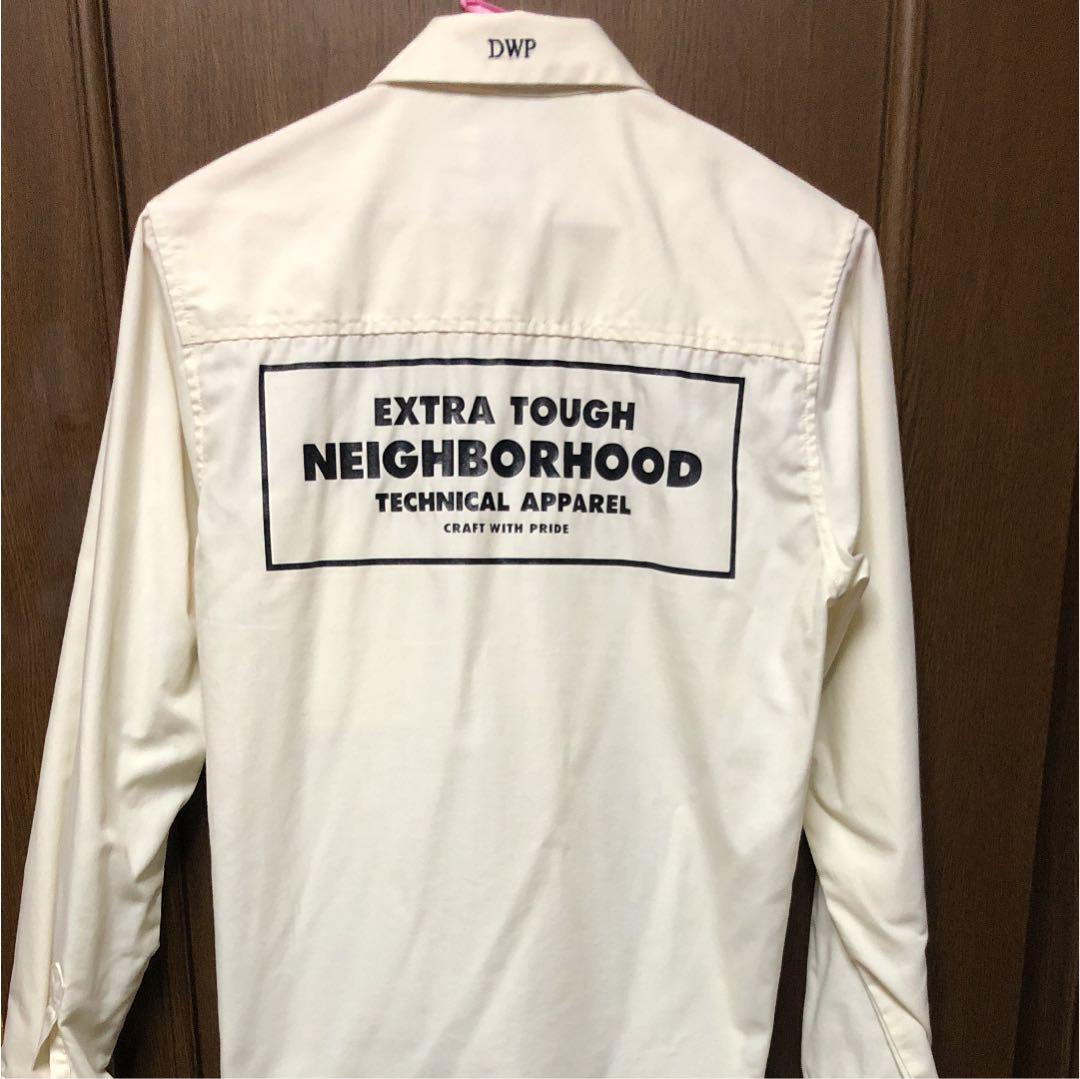 DWP
EXTRA TOUGH
NEIGHBORHOOD
TECHNICAL APPAREL
CRAFT WITH PRIDE